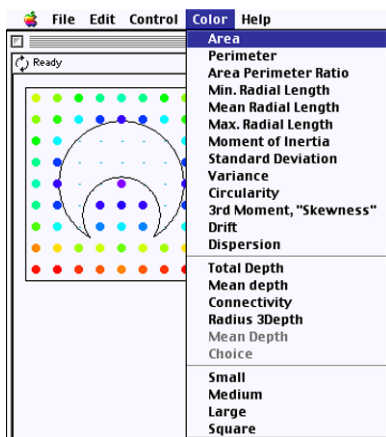 File Edit Control Color Help
Ready
Area
Perimeter
Area Perimeter Ratio
Min. Radial Length
Mean Radial Length
Max. Radial Length
Moment of Inertia
Standard Deviation
Variance
Circularity
3rd Moment, "Skewness"
Drift
Dispersion
Total Depth
Mean depth
Connectivity
Radius 3Depth
Mean Depth
Choice
Small
Medium
Large
Square